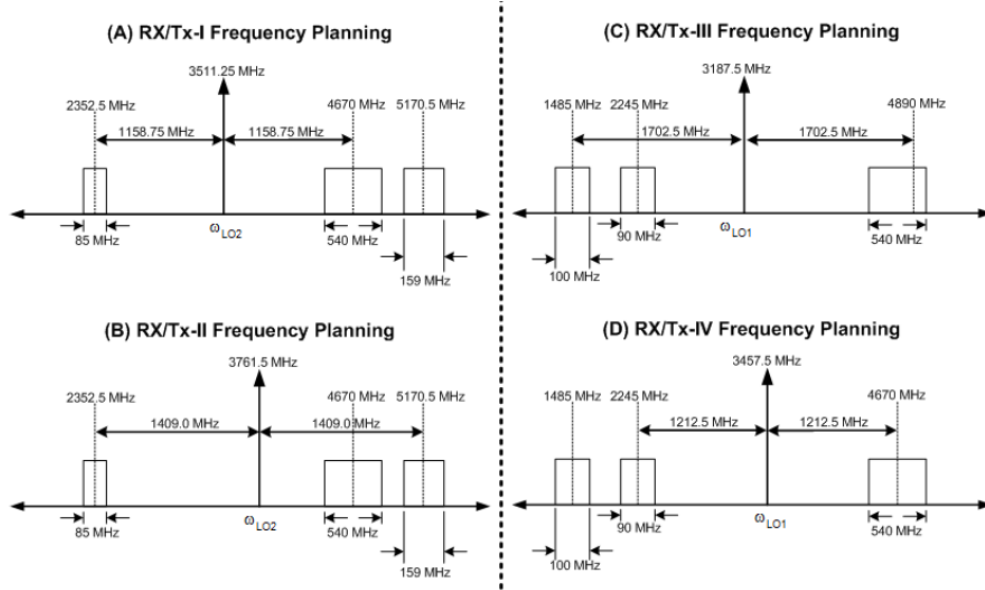 (A) RX/Tx-I Frequency Planning
3511.25 MHz
2352.5 MHz
4670 MHz
5170.5 MHz
1158.75 MHz
1158.75 MHz
85 MHz
ω LO2
540 MHz
159 MHz
(B) RX/Tx-II Frequency Planning
3761.5 MHz
2352.5 MHz
4670 MHz
5170.5 MHz
1409.0 MHz
1409.0 MHz
85 MHz
ω LO2
540 MHz
159 MHz
(C) RX/Tx-III Frequency Planning
3187.5 MHz
1485 MHz
2245 MHz
4890 MHz
1702.5 MHz
1702.5 MHz
90 MHz
ω LO1
540 MHz
100 MHz
(D) RX/Tx-IV Frequency Planning
3457.5 MHz
1485 MHz
2245 MHz
4670 MHz
1212.5 MHz
1212.5 MHz
90 MHz
ω LO1
540 MHz
100 MHz